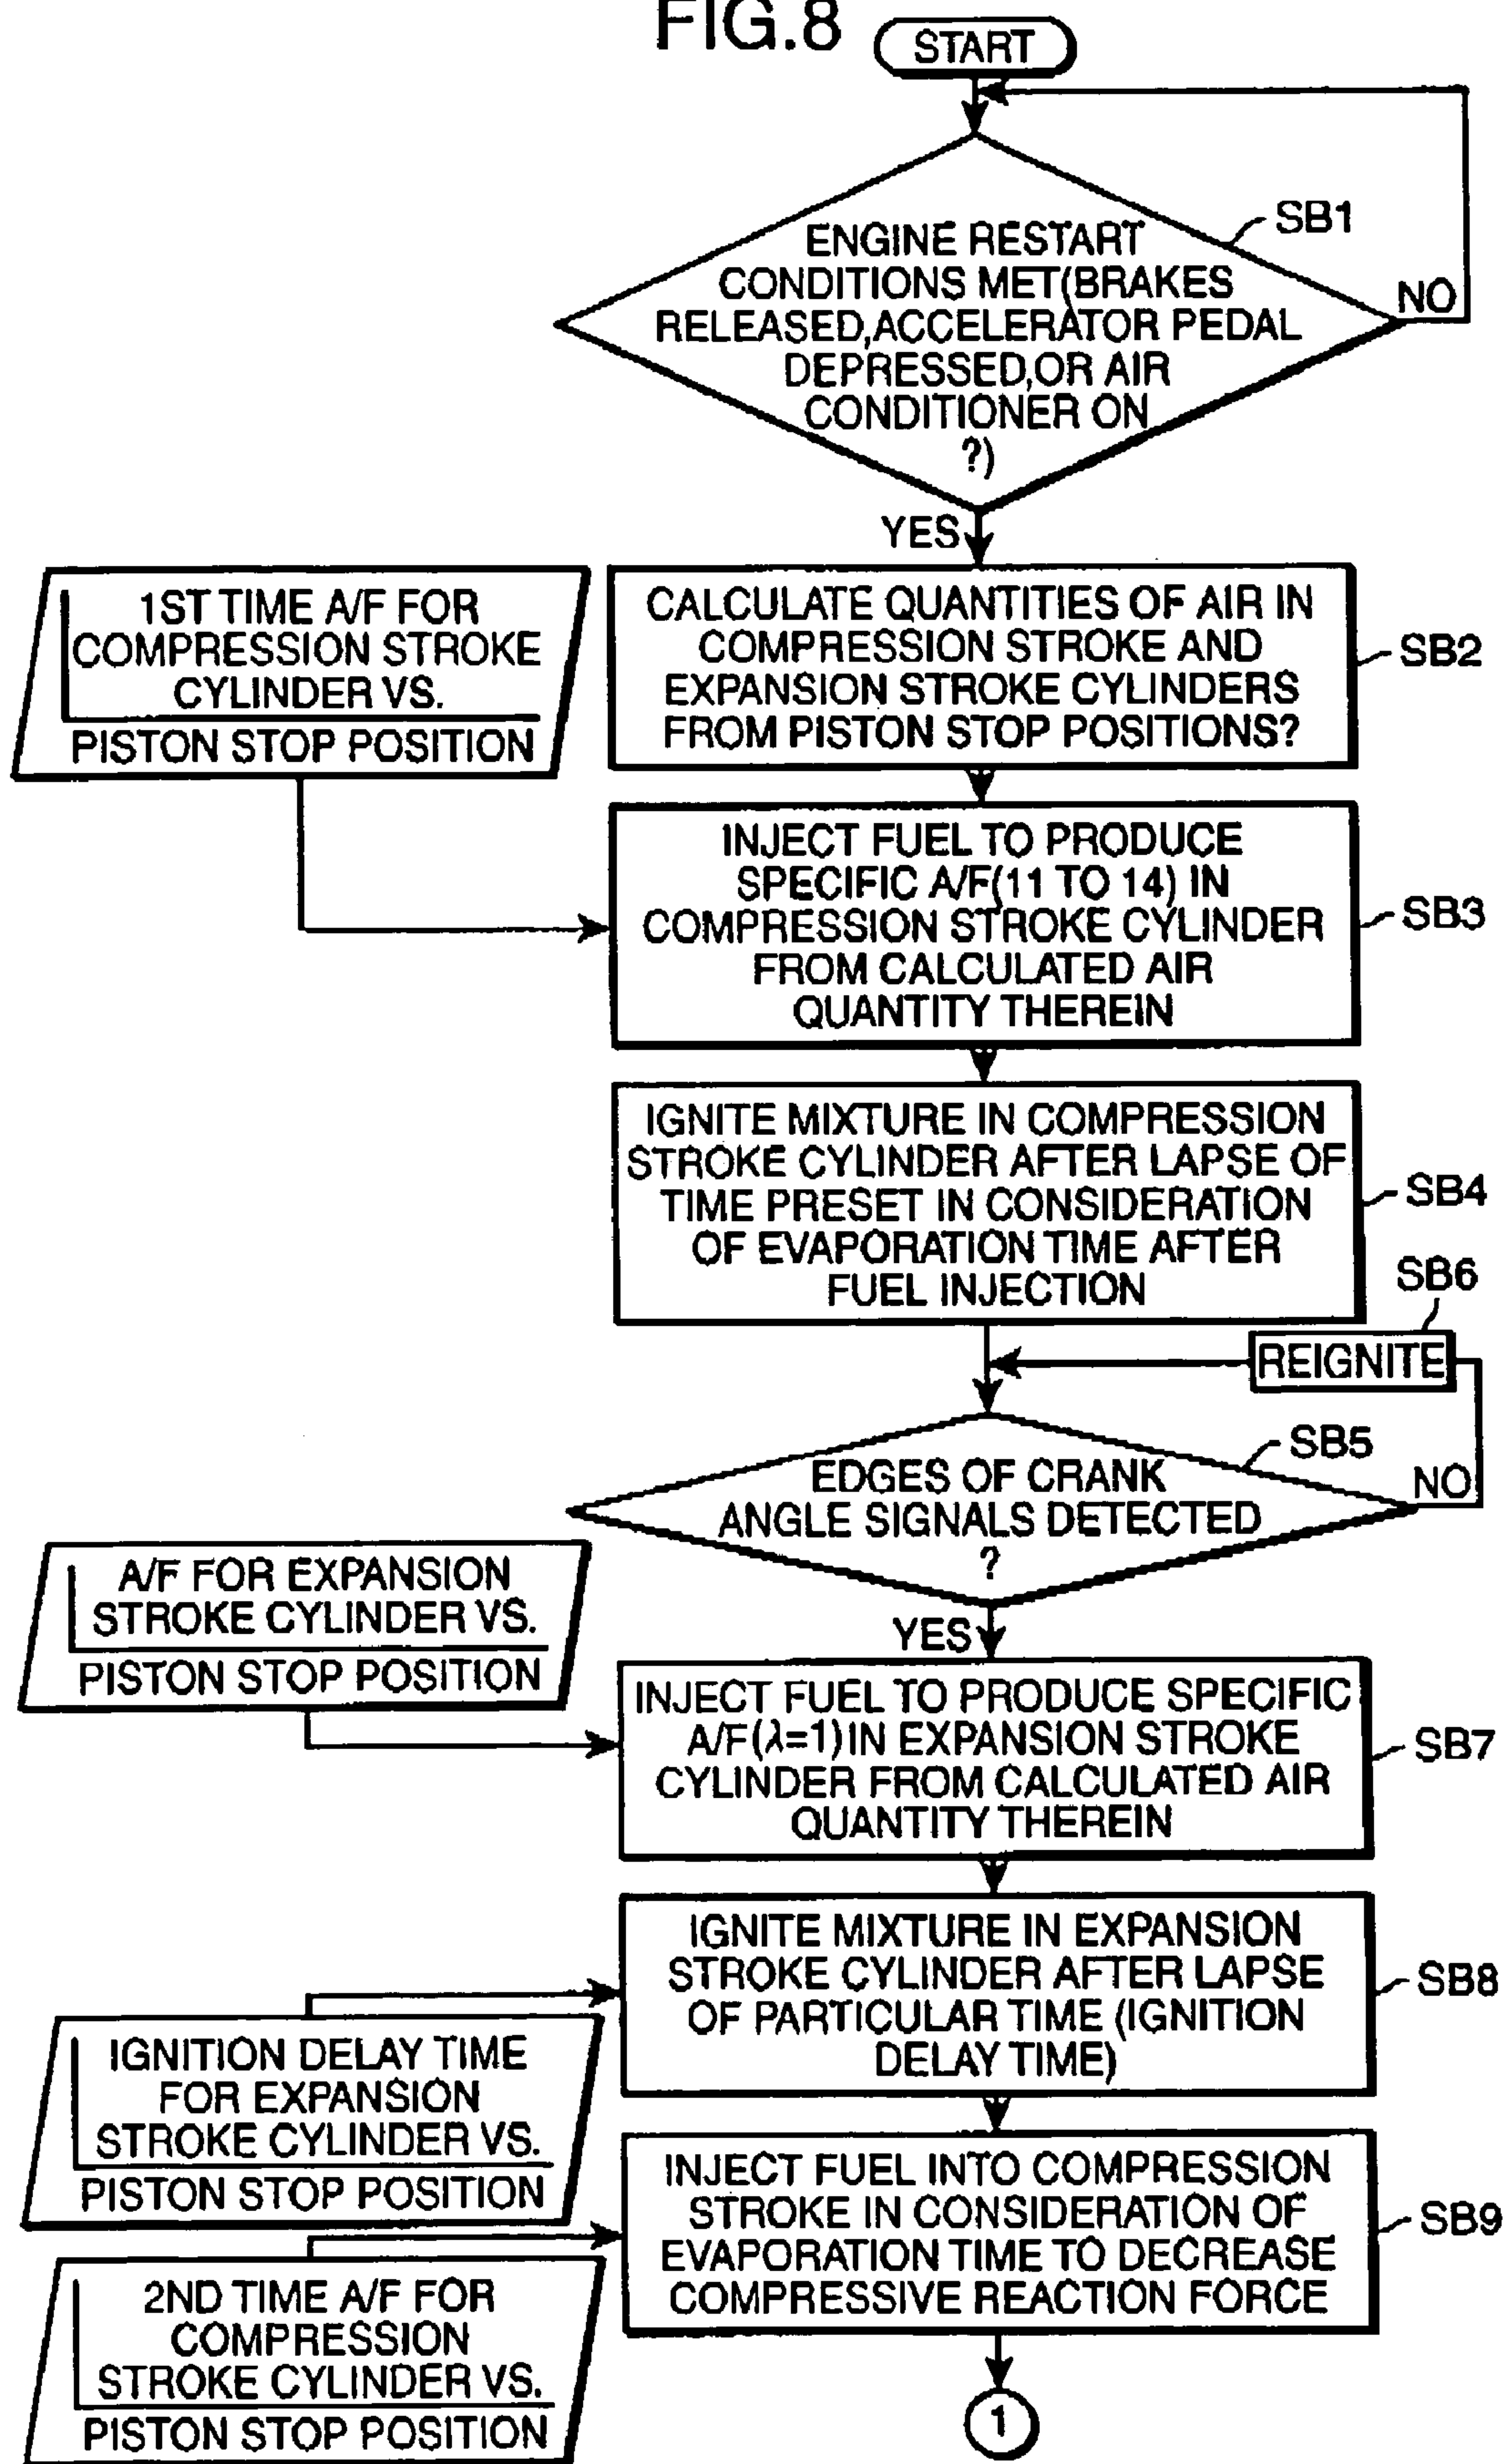 FIG.8
START
ENGINE RESTART
CONDITIONS MET(BRAKES
RELEASED,ACCELERATOR PEDAL
DEPRESSED,OR AIR
CONDITIONER ON
?)
SB1
NO
YES
1ST TIME A/F FOR
COMPRESSION STROKE
CYLINDER VS.
PISTON STOP POSITION
CALCULATE QUANTITIES OF AIR IN
COMPRESSION STROKE AND
EXPANSION STROKE CYLINDERS
FROM PISTON STOP POSITIONS?
SB2
INJECT FUEL TO PRODUCE
SPECIFIC A/F(11 TO 14) IN
COMPRESSION STROKE CYLINDER
FROM CALCULATED AIR
QUANTITY THEREIN
SB3
IGNITE MIXTURE IN COMPRESSION
STROKE CYLINDER AFTER LAPSE OF
TIME PRESET IN CONSIDERATION
OF EVAPORATION TIME AFTER
FUEL INJECTION
SB4
SB6
REIGNITE
EDGES OF CRANK
ANGLE SIGNALS DETECTED
?
SB5
NO
YES
A/F FOR EXPANSION
STROKE CYLINDER VS.
PISTON STOP POSITION
INJECT FUEL TO PRODUCE SPECIFIC
A/F(λ=1)IN EXPANSION STROKE
CYLINDER FROM CALCULATED AIR
QUANTITY THEREIN
SB7
IGNITE MIXTURE IN EXPANSION
STROKE CYLINDER AFTER LAPSE
OF PARTICULAR TIME (IGNITION
DELAY TIME)
SB8
IGNITION DELAY TIME
FOR EXPANSION
STROKE CYLINDER VS.
PISTON STOP POSITION
INJECT FUEL INTO COMPRESSION
STROKE IN CONSIDERATION OF
EVAPORATION TIME TO DECREASE
COMPRESSIVE REACTION FORCE
SB9
2ND TIME A/F FOR
COMPRESSION
STROKE CYLINDER VS.
PISTON STOP POSITION
1